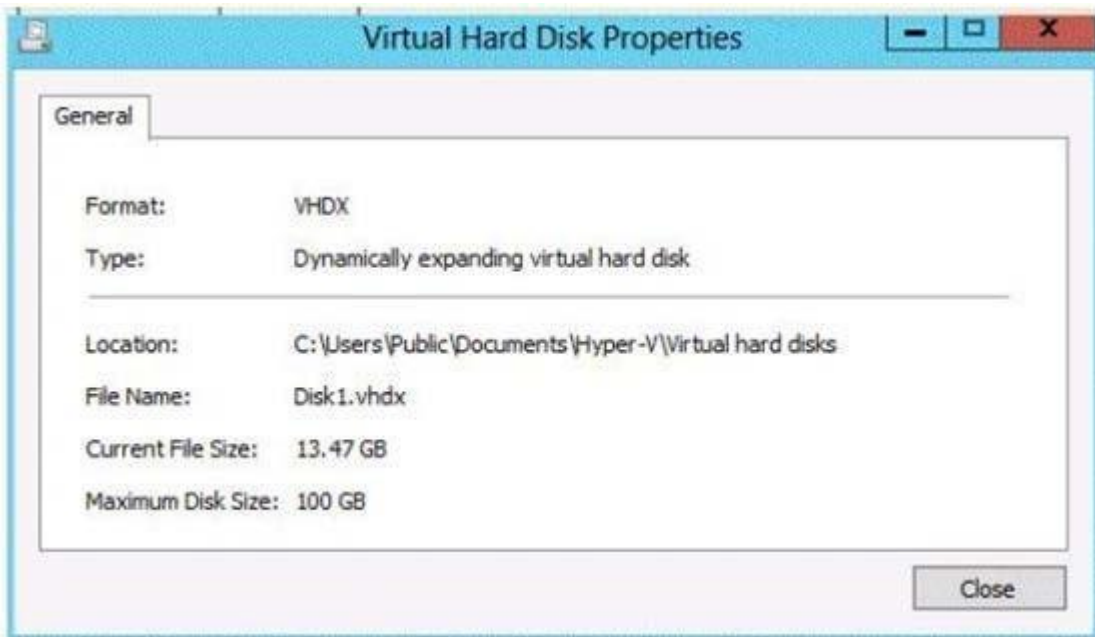 Virtual Hard Disk Properties
General
Format: VHDX
Type: Dynamically expanding virtual hard disk
Location: C:\Users\Public\Documents\Hyper-V\Virtual hard disks
File Name: Disk1.vhdx
Current File Size: 13.47 GB
Maximum Disk Size: 100 GB
Close